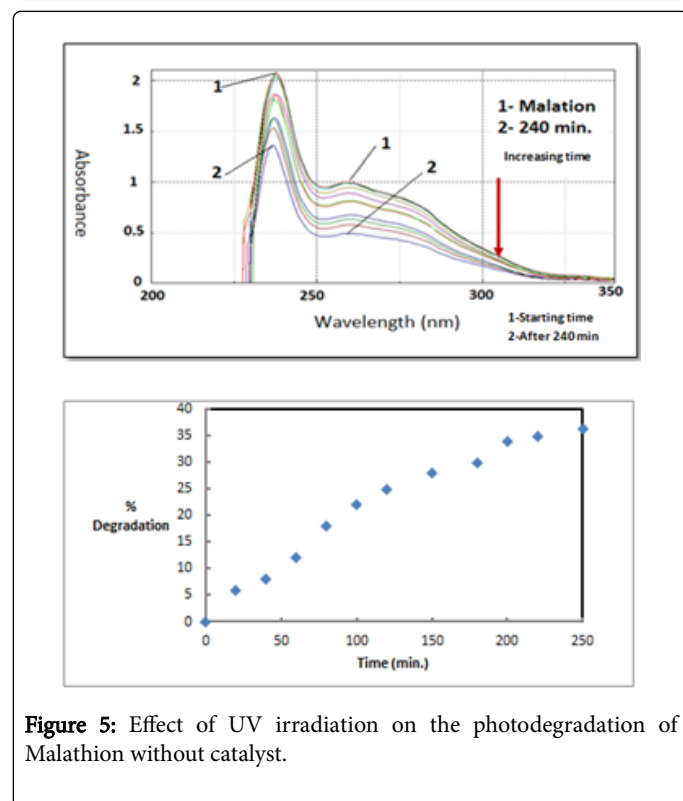 2
1.5
1
0.5
0
Absorbance
1
2
1
2
1- Malation
2- 240 min.
Increasing time
200
250
300
350
Wavelength (nm)
1-Starting time
2-After 240 min
40
35
30
25
20
15
10
5
0
%
Degradation
0 50 100 150 200 250
Time (min.)
Figure 5: Effect of UV irradiation on the photodegradation of
Malathion without catalyst.